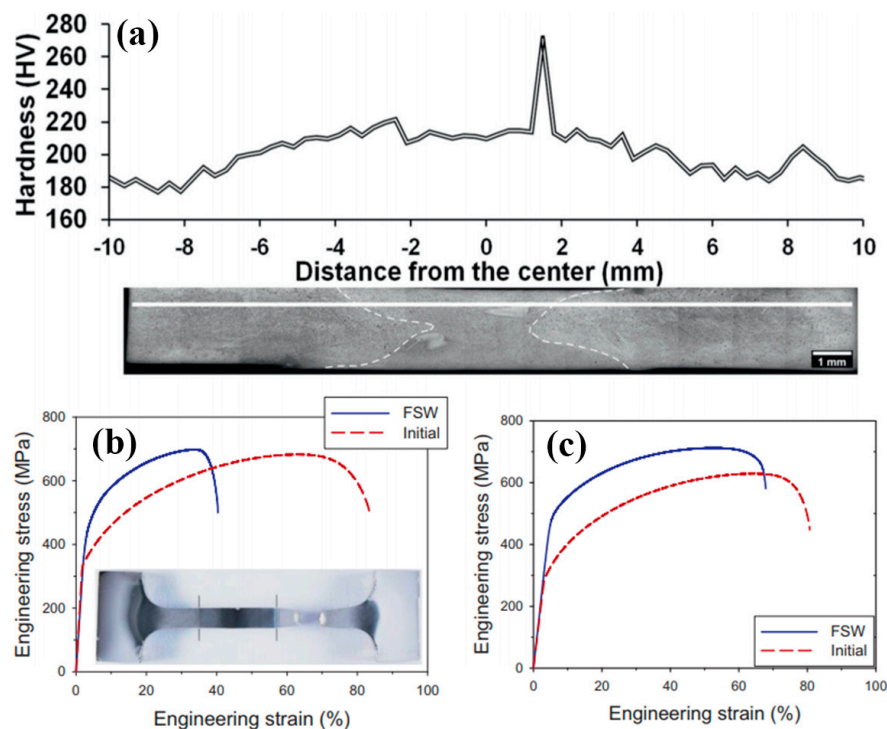 (a)
Hardness (HV)
280
260
240
220
200
180
160
-10 -8 -6 -4 -2 0 2 4 6 8 10
Distance from the center (mm)
1 mm
(b)
FSW
Initial
Engineering stress (MPa)
800
600
400
200
0
0 20 40 60 80 100
Engineering strain (%)
(c)
Engineering stress (MPa)
800
600
400
200
0
FSW
Initial
0 20 40 60 80 100
Engineering strain (%)